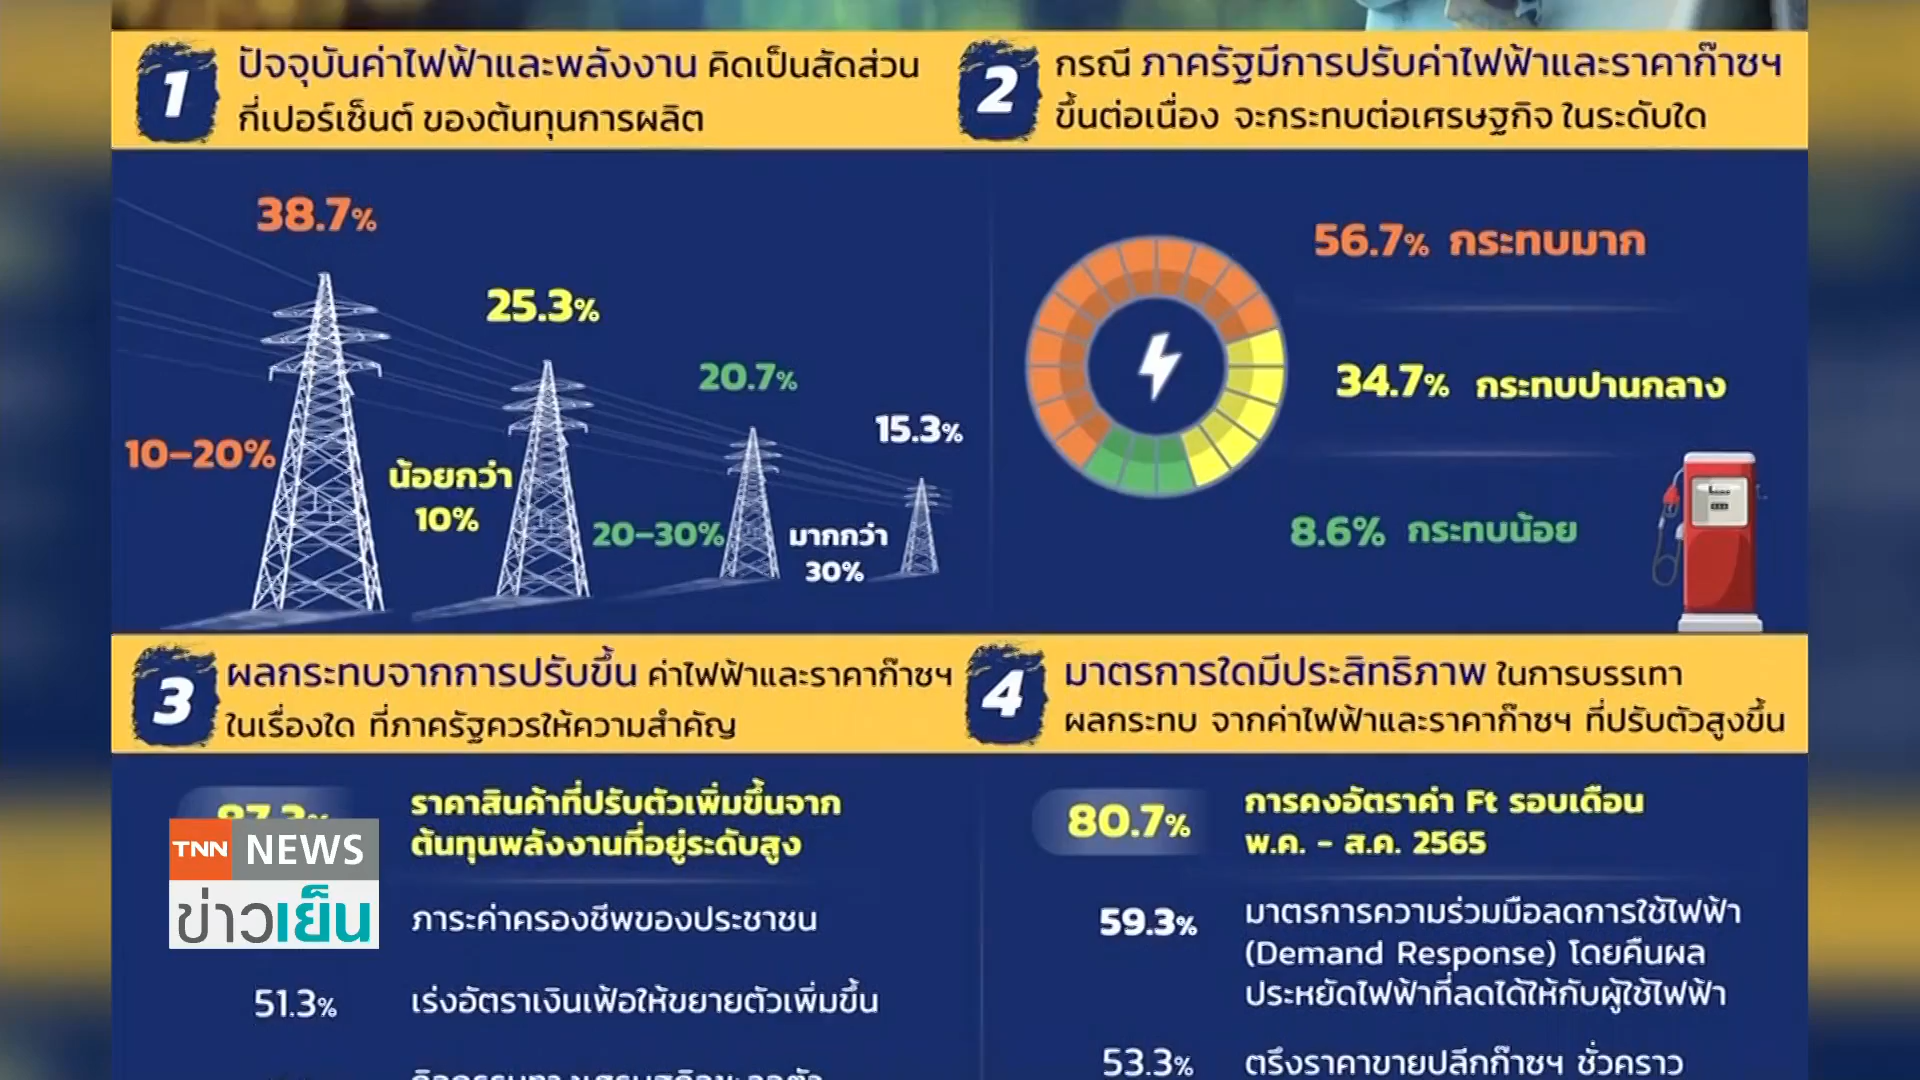 1 ปัจจุบันค่าไฟฟ้าและพลังงาน คิดเป็นสัดส่วน
กี่เปอร์เซ็นต์ ของต้นทุนการผลิต
38.7%
10–20%
25.3%
น้อยกว่า
10%
20.7%
20–30%
15.3%
มากกว่า
30%
2 กรณี ภาครัฐมีการปรับค่าไฟฟ้าและราคาก๊าซฯ
ขึ้นต่อเนื่อง จะกระทบต่อเศรษฐกิจ ในระดับใด
56.7% กระทบมาก
34.7% กระทบปานกลาง
8.6% กระทบน้อย
3 ผลกระทบจากการปรับขึ้น ค่าไฟฟ้าและราคาก๊าซฯ
ในเรื่องใด ที่ภาครัฐควรให้ความสำคัญ
ราคาสินค้าที่ปรับตัวเพิ่มขึ้นจาก
ต้นทุนพลังงานที่อยู่ระดับสูง
ภาระค่าครองชีพของประชาชน
51.3% เร่งอัตราเงินเฟ้อให้ขยายตัวเพิ่มขึ้น
4 มาตรการใดมีประสิทธิภาพ ในการบรรเทา
ผลกระทบ จากค่าไฟฟ้าและราคาก๊าซฯ ที่ปรับตัวสูงขึ้น
80.7% การคงอัตราค่า Ft รอบเดือน
พ.ค. - ส.ค. 2565
59.3% มาตรการความร่วมมือลดการใช้ไฟฟ้า
(Demand Response) โดยคืนผล
ประหยัดไฟฟ้าที่ลดได้ให้กับผู้ใช้ไฟฟ้า
53.3% ตรึงราคาขายปลีกก๊าซฯ ชั่วคราว
TNN NEWS
ข่าวเย็น